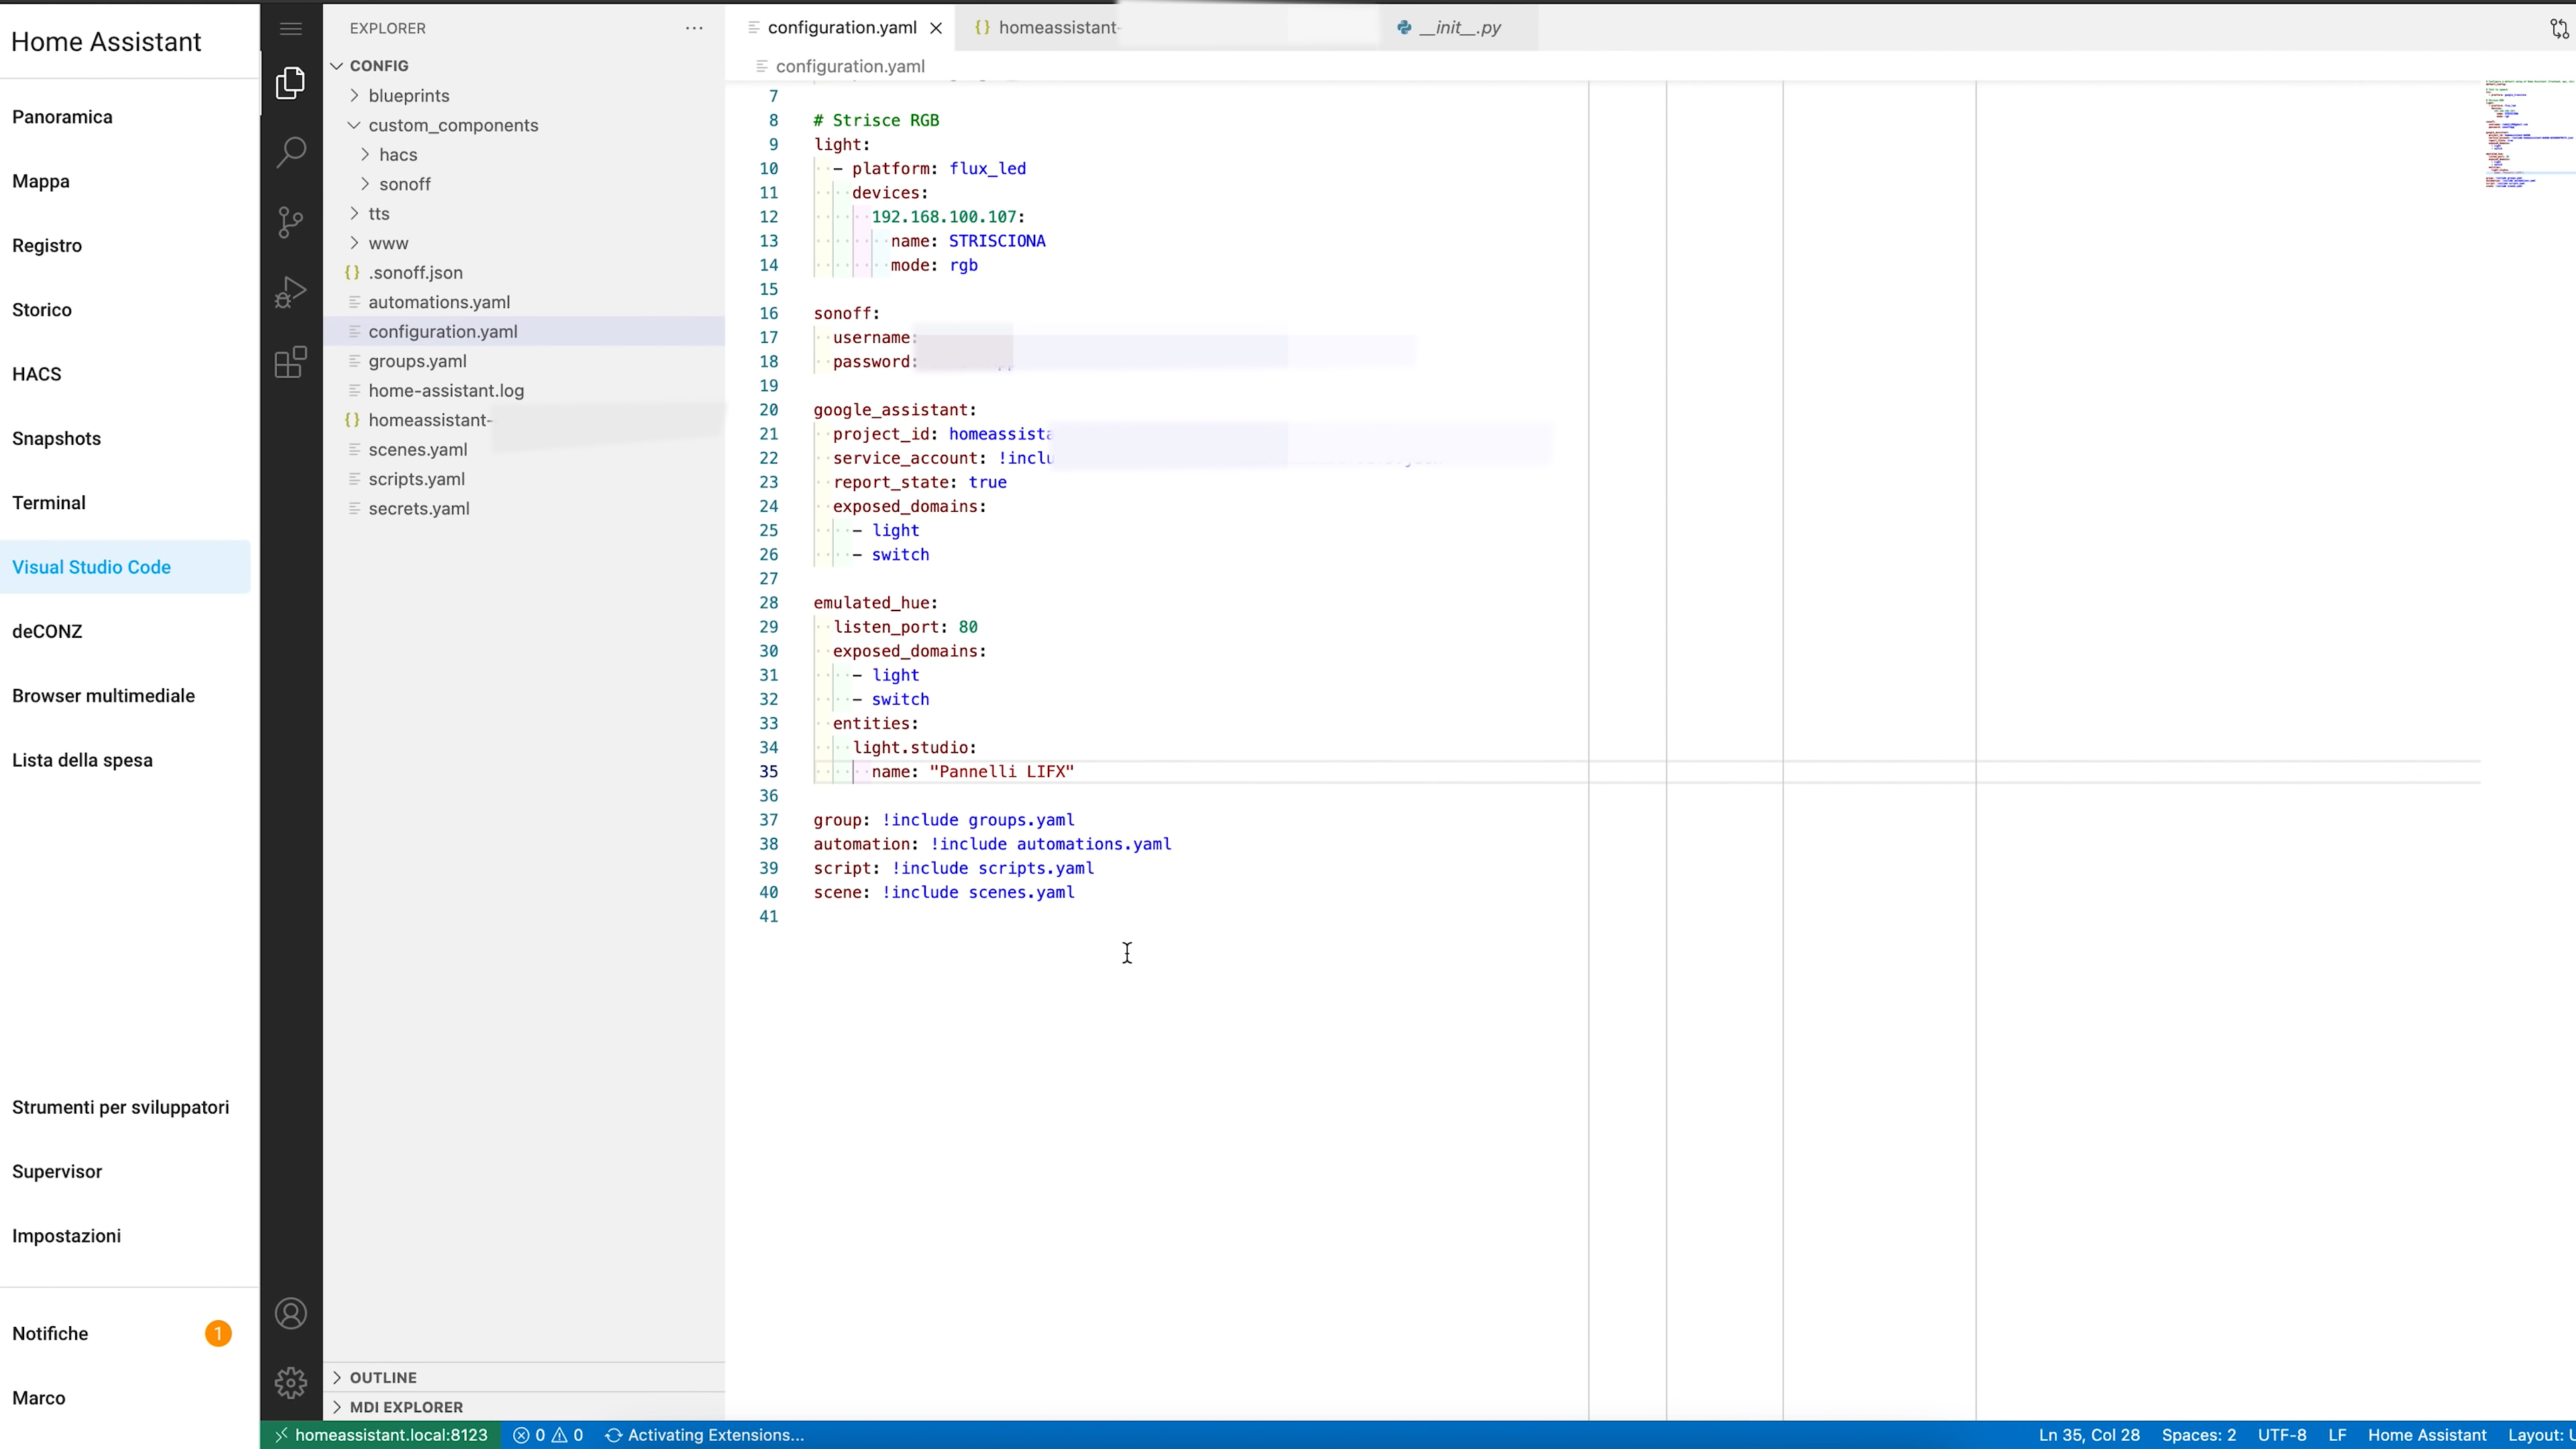 Home Assistant
Panoramica
Mappa
Registro
Storico
HACS
Snapshots
Terminal
Visual Studio Code
deCONZ
Browser multimediale
Lista della spesa
Strumenti per sviluppatori
Supervisor
Impostazioni
Notifiche 1
Marco
EXPLORER ...
CONFIG
blueprints
custom_components
hacs
sonoff
tts
www
{} .sonoff.json
automations.yaml
configuration.yaml
groups.yaml
home-assistant.log
{} homeassistant-
scenes.yaml
scripts.yaml
secrets.yaml
OUTLINE
MDI EXPLORER
configuration.yaml {} homeassistant- __init__.py
configuration.yaml
7
8 # Strisce RGB
9 light:
10 - platform: flux_led
11 devices:
12 192.168.100.107:
13 name: STRISCIONA
14 mode: rgb
15
16 sonoff:
17 username:
18 password:
19
20 google_assistant:
21 project_id: homeassista
22 service_account: !inclu
23 report_state: true
24 exposed_domains:
25 - light
26 - switch
27
28 emulated_hue:
29 listen_port: 80
30 exposed_domains:
31 - light
32 - switch
33 entities:
34 light.studio:
35 name: "Pannelli LIFX"
36
37 group: !include groups.yaml
38 automation: !include automations.yaml
39 script: !include scripts.yaml
40 scene: !include scenes.yaml
41
homeassistant.local:8123 0 0 Activating Extensions... Ln 35, Col 28 Spaces: 2 UTF-8 LF Home Assistant Layout: U